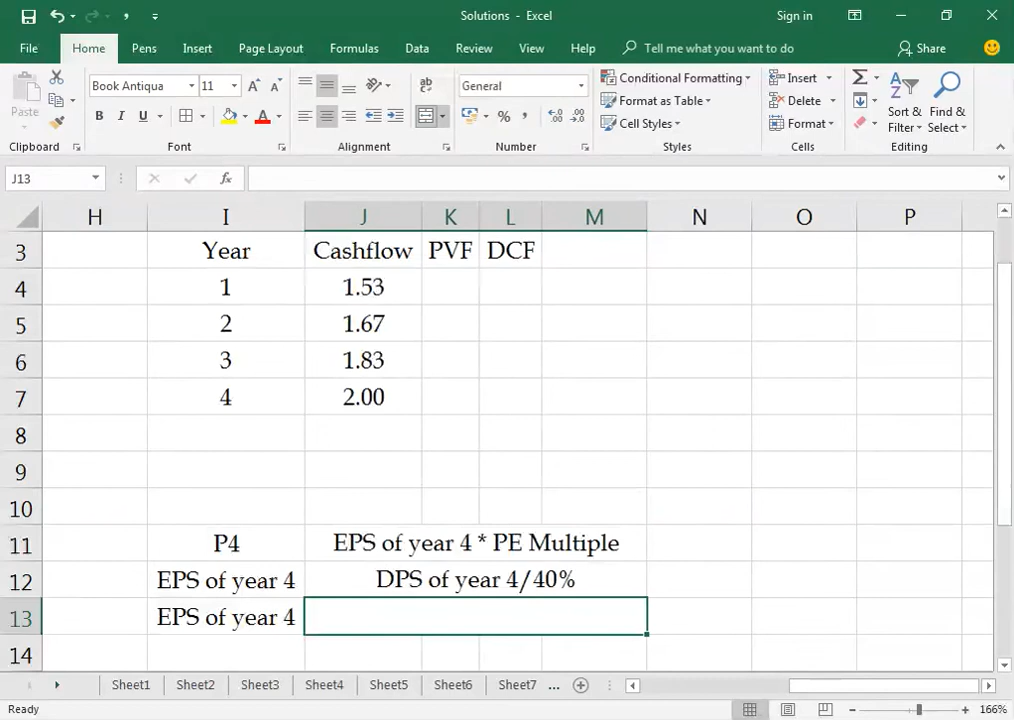 Solutions - Excel
Sign in
File Home Pens Insert Page Layout Formulas Data Review View Help Tell me what you want to do Share
Paste
Book Antiqua 11
General
Conditional Formatting
Format as Table
Cell Styles
Insert
Delete
Format
Sort & Filter
Find & Select
B I U A % ,
Clipboard Font Alignment Number Styles Cells Editing
J13 fx
H I J K L M N O P
3 Year Cashflow PVF DCF
4 1 1.53
5 2 1.67
6 3 1.83
7 4 2.00
8
9
10
11 P4 EPS of year 4 * PE Multiple
12 EPS of year 4 DPS of year 4/40%
13 EPS of year 4
14
Sheet1 Sheet2 Sheet3 Sheet4 Sheet5 Sheet6 Sheet7 ...
Ready 166%